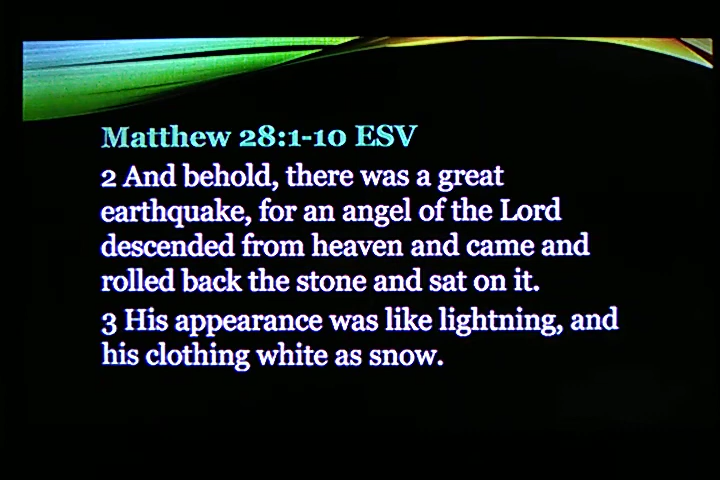 Matthew 28:1-10 ESV
2 And behold, there was a great
earthquake, for an angel of the Lord
descended from heaven and came and
rolled back the stone and sat on it.
3 His appearance was like lightning, and
his clothing white as snow.